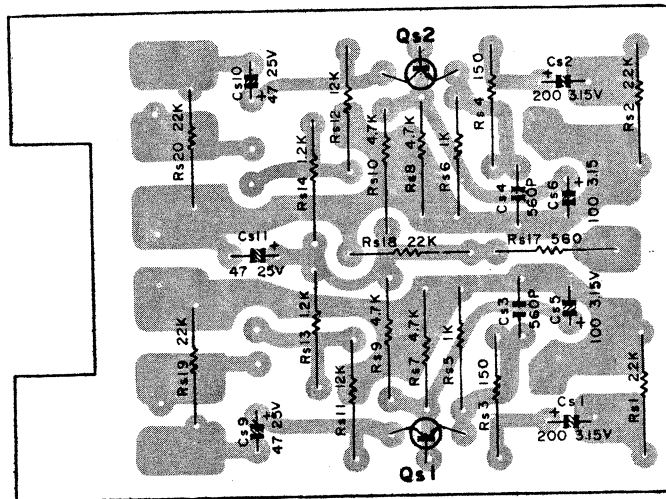 Qs2
Cs10
47 25V
Rs12
12K
Rs4
150
Cs2
200 3.15V
Rs2
2.2K
Rs20
22K
Rs14
1.2K
Rs10
4.7K
Rs8
4.7K
Rs6
1K
Cs4
560P
Cs6
100 3.15
Cs11
47 25V
Rs18 22K
Rs17 560
Rs19
22K
Rs13
1.2K
Rs9
4.7K
Rs7
4.7K
Rs5
1K
Cs3
560P
Cs5
100 3.15V
Cs9
47 25V
Rs11
12K
Rs3
150
Cs1
200 3.15V
Rs1
2.2K
Qs1